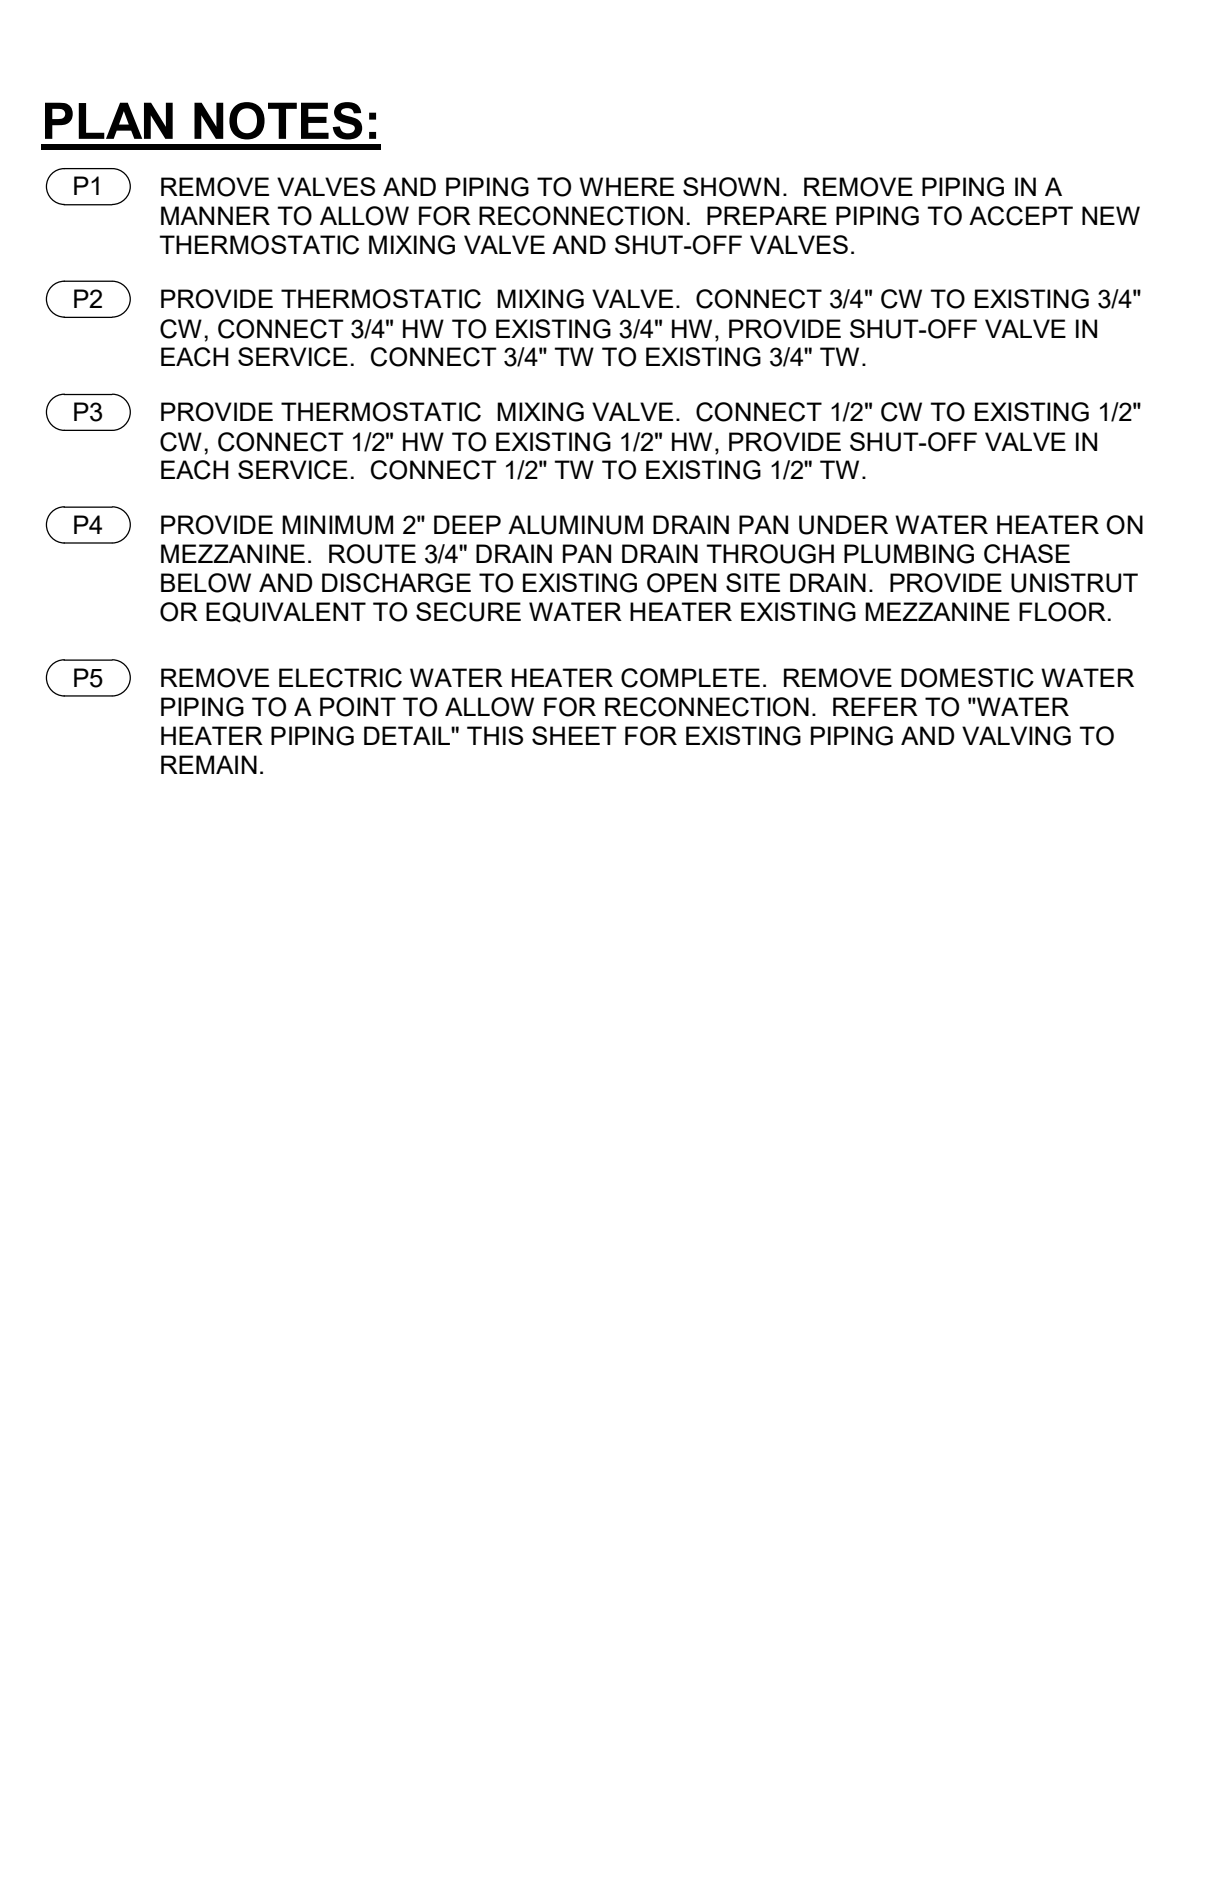 PLAN NOTES:
P1 REMOVE VALVES AND PIPING TO WHERE SHOWN.  REMOVE PIPING IN A
MANNER TO ALLOW FOR RECONNECTION.  PREPARE PIPING TO ACCEPT NEW
THERMOSTATIC MIXING VALVE AND SHUT-OFF VALVES.
P2 PROVIDE THERMOSTATIC  MIXING VALVE.  CONNECT 3/4" CW TO EXISTING 3/4"
CW, CONNECT 3/4" HW TO EXISTING 3/4" HW, PROVIDE SHUT-OFF VALVE IN
EACH SERVICE.  CONNECT 3/4" TW TO EXISTING 3/4" TW.
P3 PROVIDE THERMOSTATIC  MIXING VALVE.  CONNECT 1/2" CW TO EXISTING 1/2"
CW, CONNECT 1/2" HW TO EXISTING 1/2" HW, PROVIDE SHUT-OFF VALVE IN
EACH SERVICE.  CONNECT 1/2" TW TO EXISTING 1/2" TW.
P4 PROVIDE MINIMUM 2" DEEP ALUMINUM DRAIN PAN UNDER WATER HEATER ON
MEZZANINE.  ROUTE 3/4" DRAIN PAN DRAIN THROUGH PLUMBING CHASE
BELOW AND DISCHARGE TO EXISTING OPEN SITE DRAIN.  PROVIDE UNISTRUT
OR EQUIVALENT TO SECURE WATER HEATER EXISTING MEZZANINE FLOOR.
P5 REMOVE ELECTRIC WATER HEATER COMPLETE.  REMOVE DOMESTIC WATER
PIPING TO A POINT TO ALLOW FOR RECONNECTION.  REFER TO "WATER
HEATER PIPING DETAIL" THIS SHEET FOR EXISTING PIPING AND VALVING TO
REMAIN.